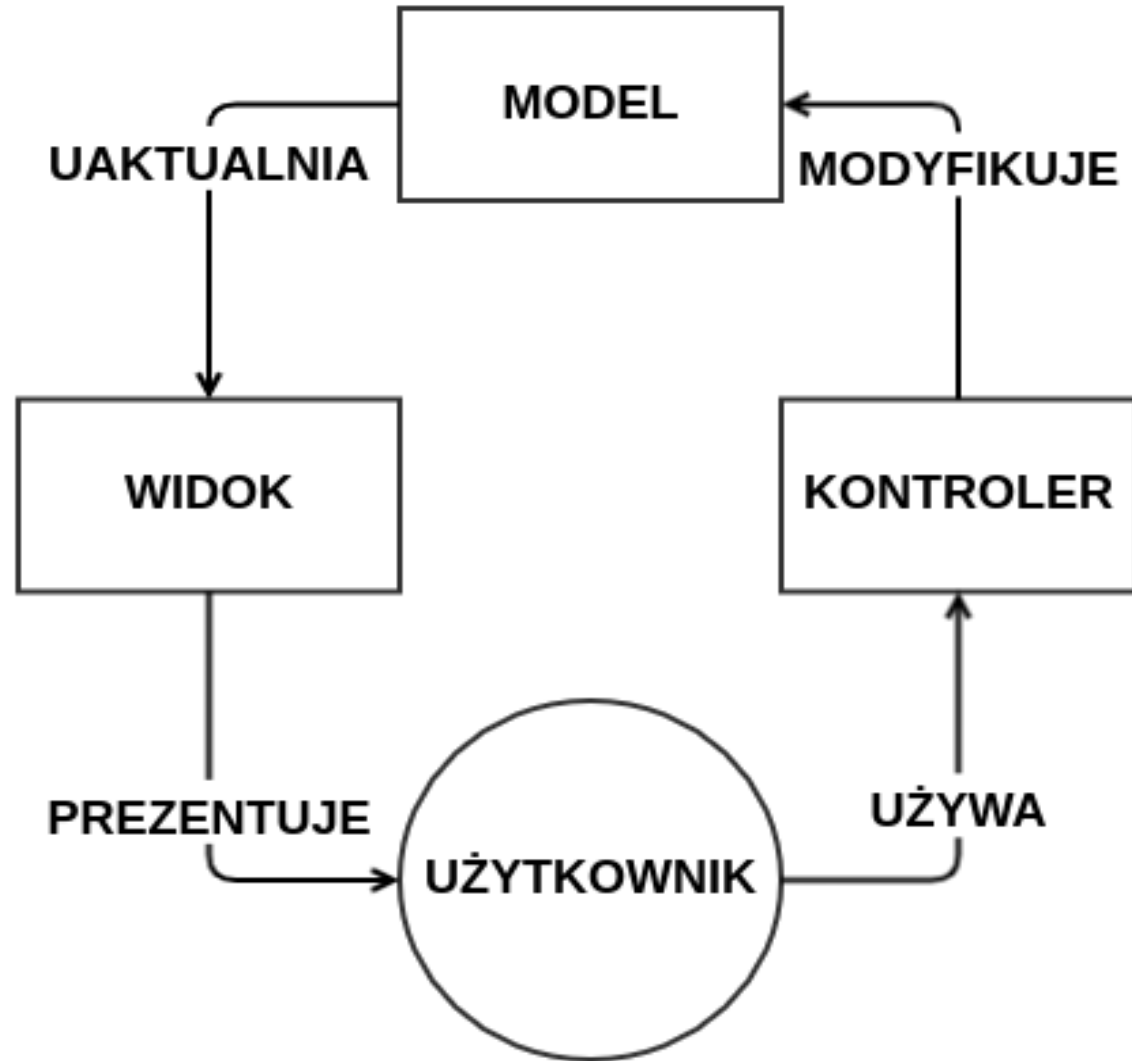 MODEL
UAKTUALNIA
MODYFIKUJE
WIDOK
KONTROLER
PREZENTUJE
UŻYWA
UŻYTKOWNIK